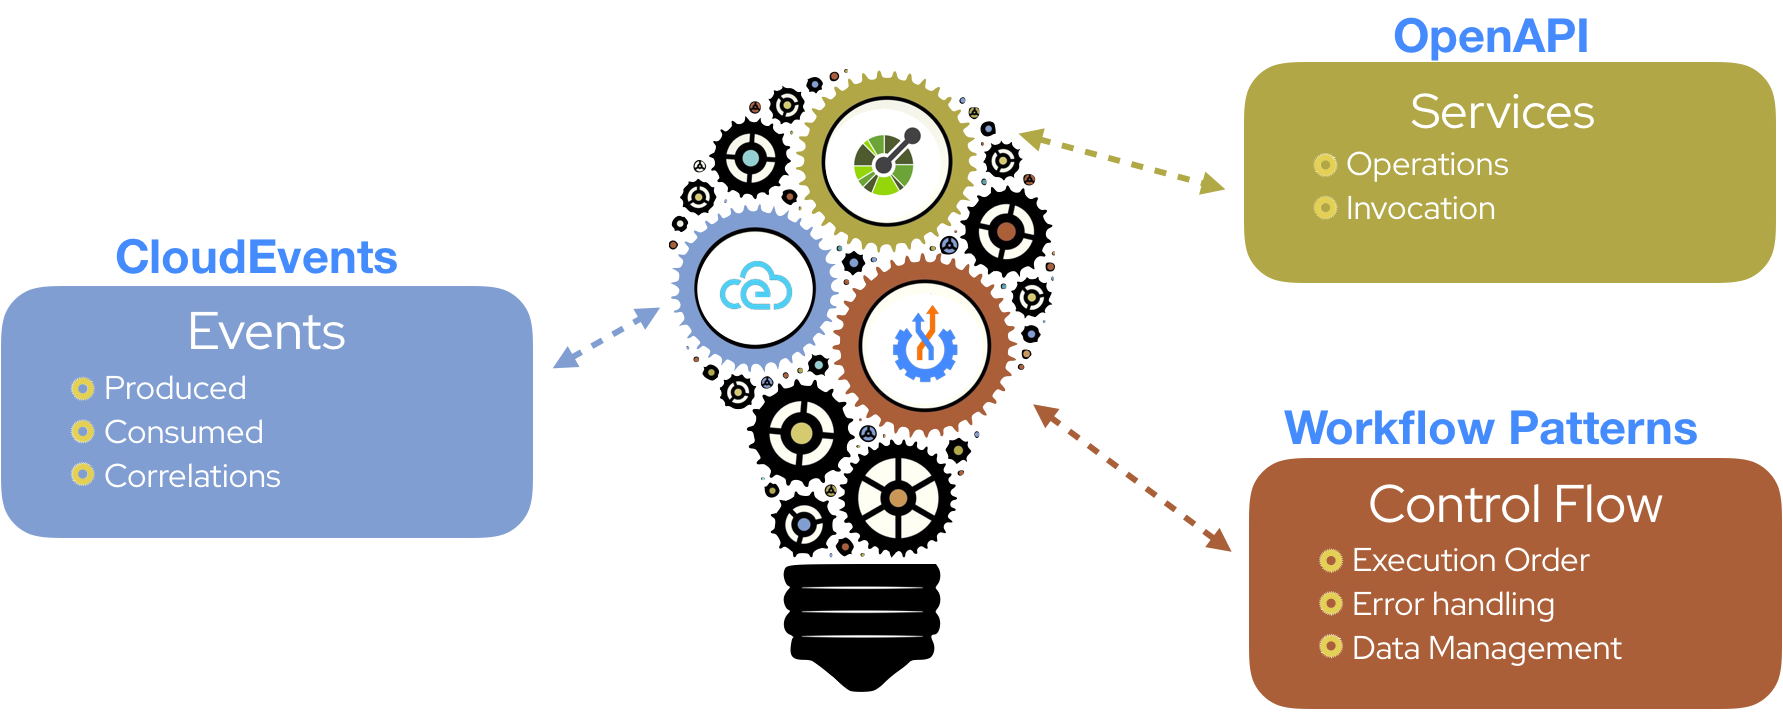 CloudEvents
Events
Produced
Consumed
Correlations
OpenAPI
Services
Operations
Invocation
Workflow Patterns
Control Flow
Execution Order
Error handling
Data Management